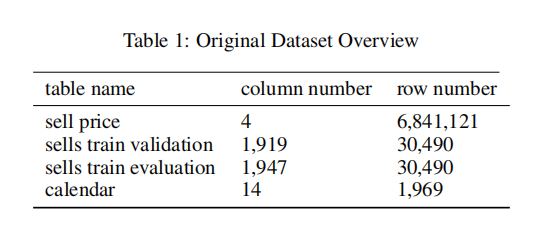 Table 1: Original Dataset Overview
table name column number row number
sell price 4 6,841,121
sells train validation 1,919 30,490
sells train evaluation 1,947 30,490
calendar 14 1,969